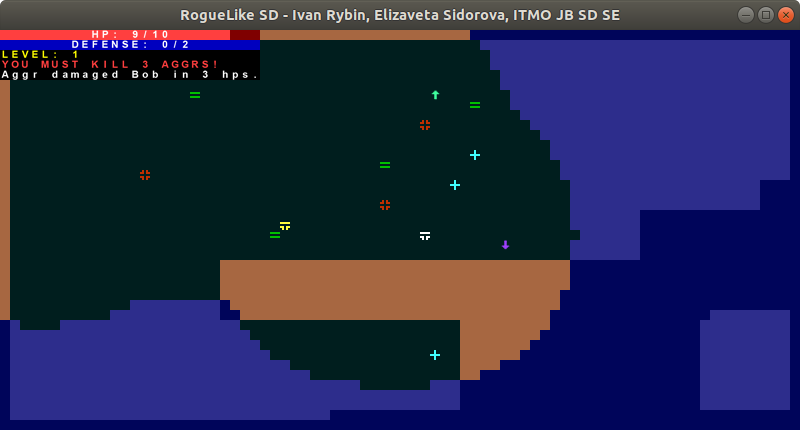 RogueLike SD - Ivan Rybin, Elizaveta Sidorova, ITMO JB SD SE
HP: 9/10
DEFENSE: 0/2
LEVEL: 1
YOU MUST KILL 3 AGGRS!
Aggr damaged Bob in 3 hps.